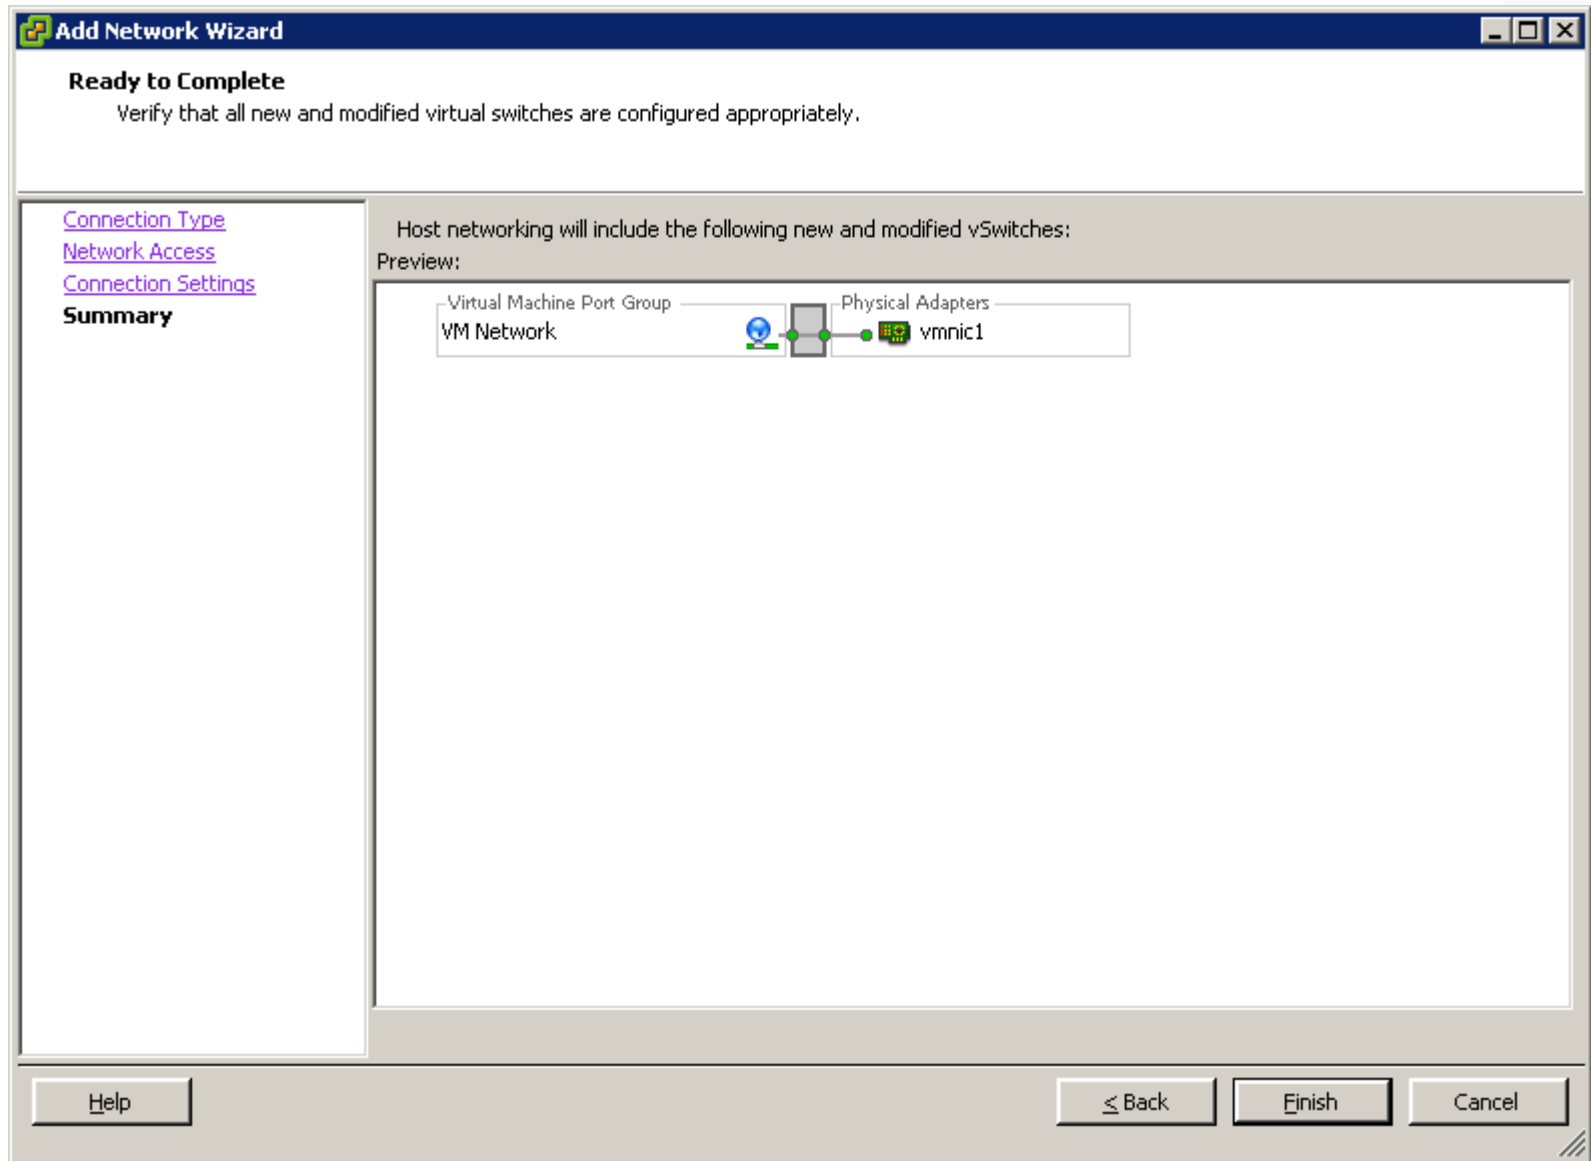 Add Network Wizard
Ready to Complete
Verify that all new and modified virtual switches are configured appropriately.
Connection Type
Network Access
Connection Settings
Summary
Host networking will include the following new and modified vSwitches:
Preview:
Virtual Machine Port Group
Physical Adapters
VM Network
vmnic1
Help
< Back
Finish
Cancel